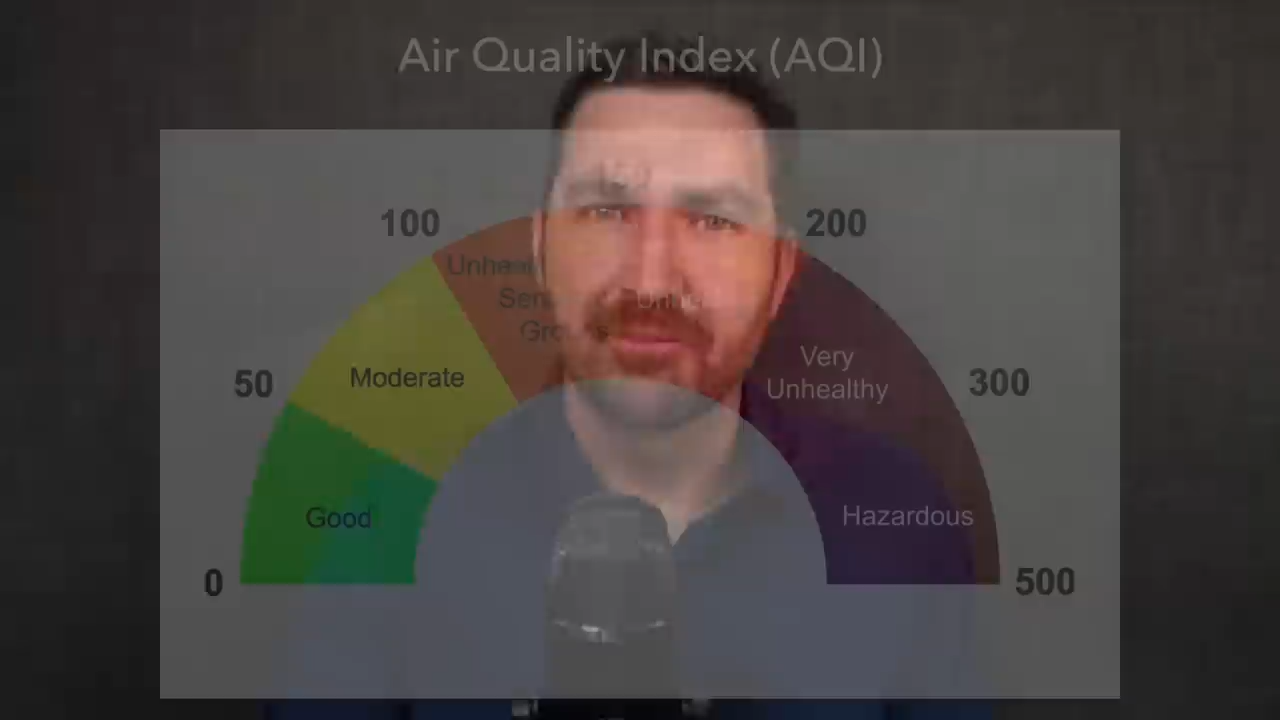 Air Quality Index (AQI)
100
200
Very
Unhealthy
Moderate
50
300
Good
Hazardous
0
500